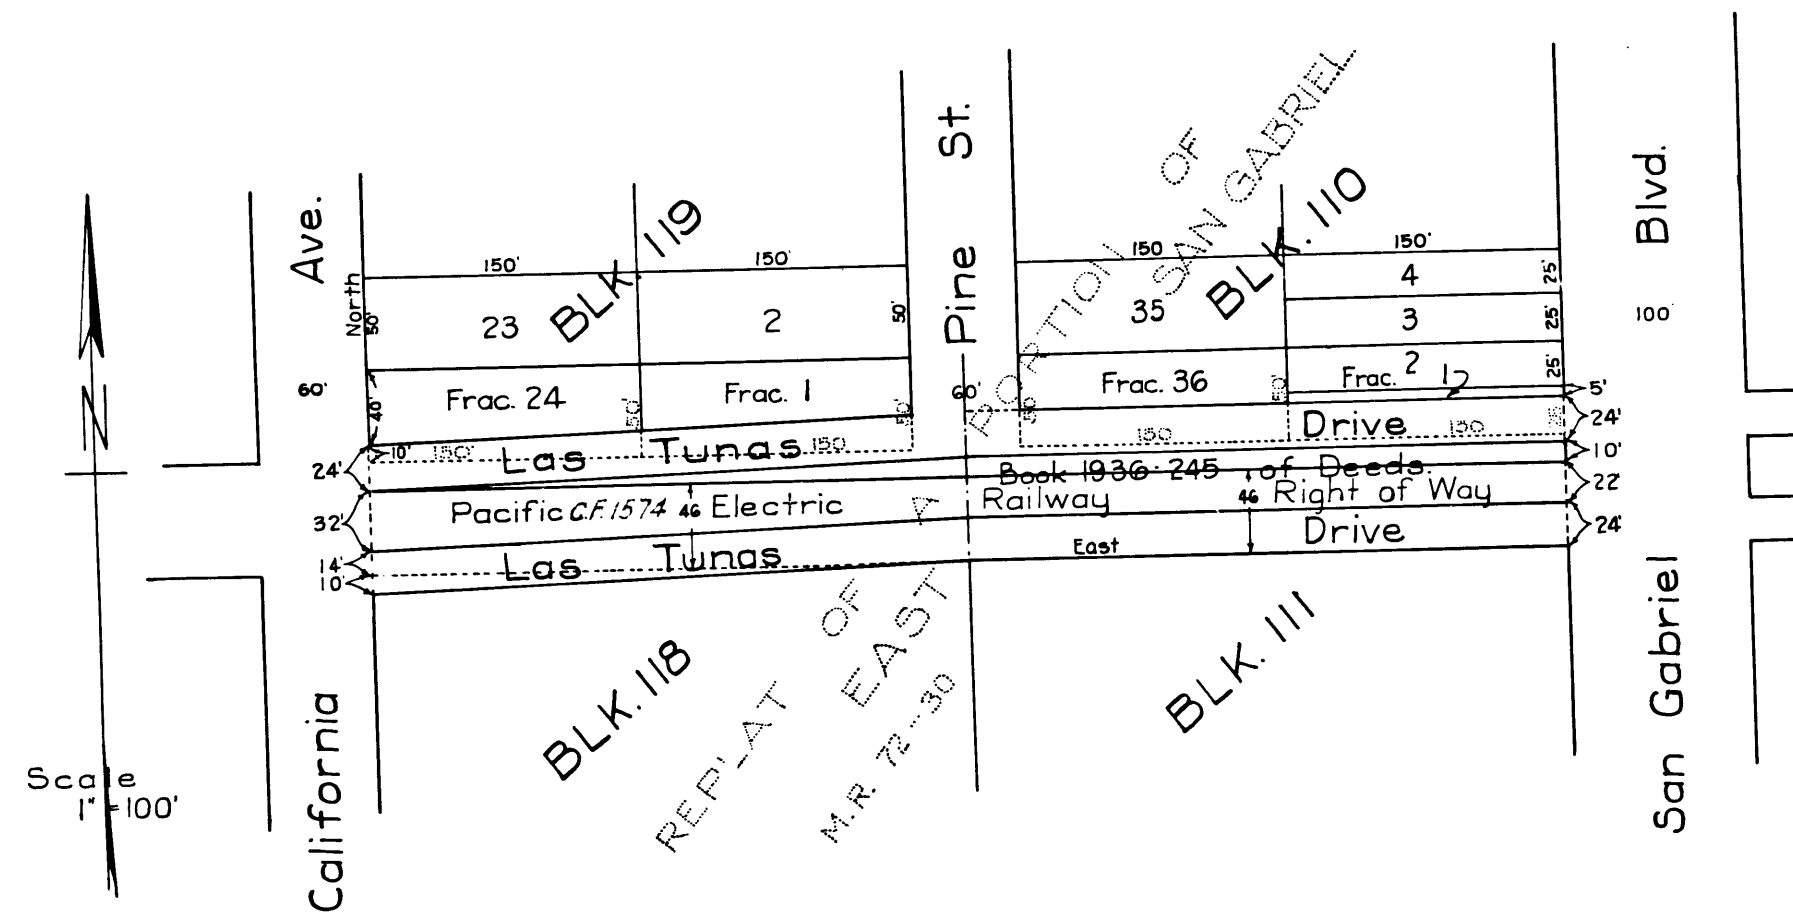 N
Scale
1" = 100'
California Ave.
60'
North
BLK. 119
150'
150'
23
2
50'
50'
Frac. 24
Frac. 1
40'
50'
50'
10'
150'
150
Pine St.
60'
PORTION OF
SAN GABRIEL
BLK. 110
150
150'
35
4
3
25'
25'
25'
Frac. 36
Frac. 2
1
50'
50'
150
150
San Gabriel Blvd.
100'
5'
24'
10'
22'
24'
24'
32'
14'
10'
Las Tunas Drive
Book 1936·245 of Deeds.
Pacific C.F. 1574 46 Electric Railway 46 Right of Way
Las Tunas Drive
East
BLK. 118
BLK. 111
REPLAT OF A
EAST
M.R. 72-30